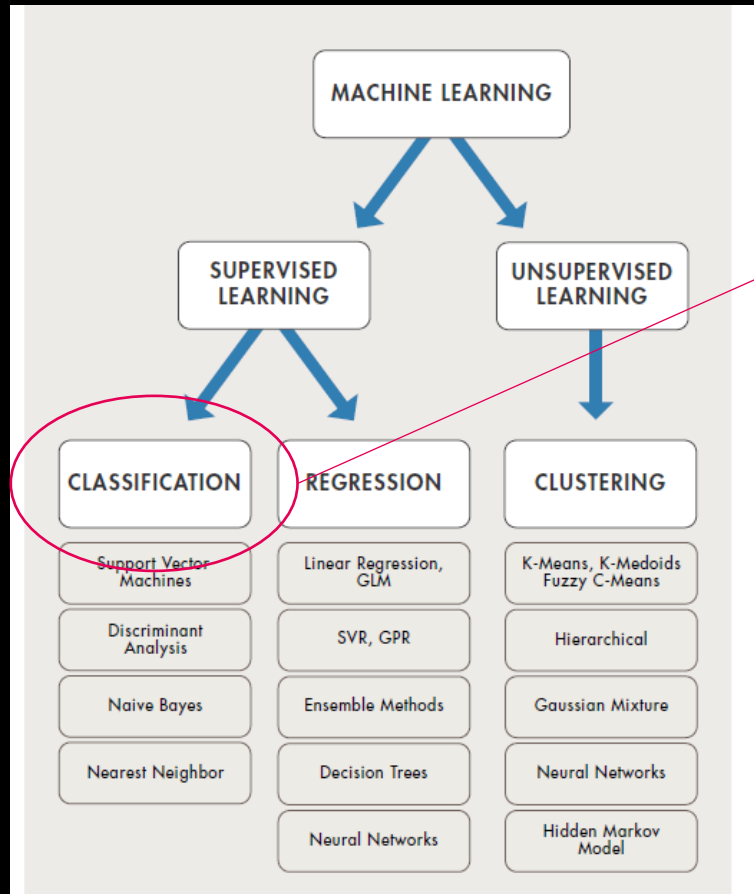 MACHINE LEARNING
SUPERVISED
LEARNING
UNSUPERVISED
LEARNING
CLASSIFICATION
REGRESSION
CLUSTERING
Support Vector
Machines
Discriminant
Analysis
Naive Bayes
Nearest Neighbor
Linear Regression,
GLM
SVR, GPR
Ensemble Methods
Decision Trees
Neural Networks
K-Means, K-Medoids
Fuzzy C-Means
Hierarchical
Gaussian Mixture
Neural Networks
Hidden Markov
Model